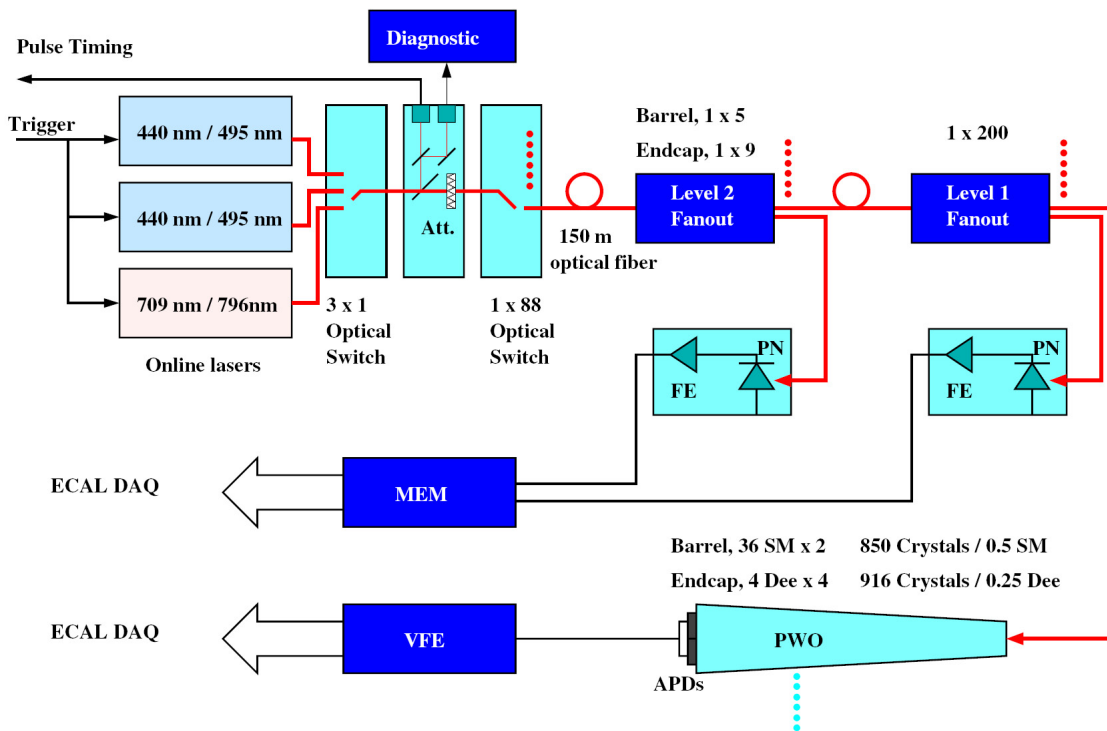 Pulse Timing
Diagnostic
Trigger
440 nm / 495 nm
440 nm / 495 nm
709 nm / 796nm
Online lasers
3 x 1
Optical
Switch
Att.
1 x 88
Optical
Switch
150 m
optical fiber
Barrel, 1 x 5
Endcap, 1 x 9
Level 2
Fanout
1 x 200
Level 1
Fanout
PN
FE
PN
FE
ECAL DAQ
MEM
Barrel, 36 SM x 2
850 Crystals / 0.5 SM
Endcap, 4 Dee x 4
916 Crystals / 0.25 Dee
ECAL DAQ
VFE
APDs
PWO